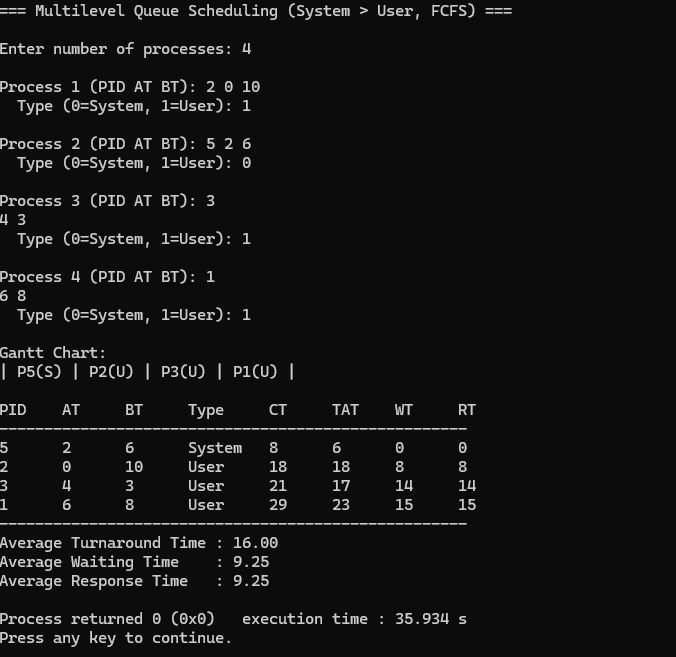 === Multilevel Queue Scheduling (System > User, FCFS) ===
Enter number of processes: 4
Process 1 (PID AT BT): 2 0 10
Type (0=System, 1=User): 1
Process 2 (PID AT BT): 5 2 6
Type (0=System, 1=User): 0
Process 3 (PID AT BT): 3
4 3
Type (0=System, 1=User): 1
Process 4 (PID AT BT): 1
6 8
Type (0=System, 1=User): 1
Gantt Chart:
| P5(S) | P2(U) | P3(U) | P1(U) |
PID AT BT Type CT TAT WT RT
----------------------------------------------------
5 2 6 System 8 6 0 0
2 0 10 User 18 18 8 8
3 4 3 User 21 17 14 14
1 6 8 User 29 23 15 15
----------------------------------------------------
Average Turnaround Time : 16.00
Average Waiting Time : 9.25
Average Response Time : 9.25
Process returned 0 (0x0) execution time : 35.934 s
Press any key to continue.